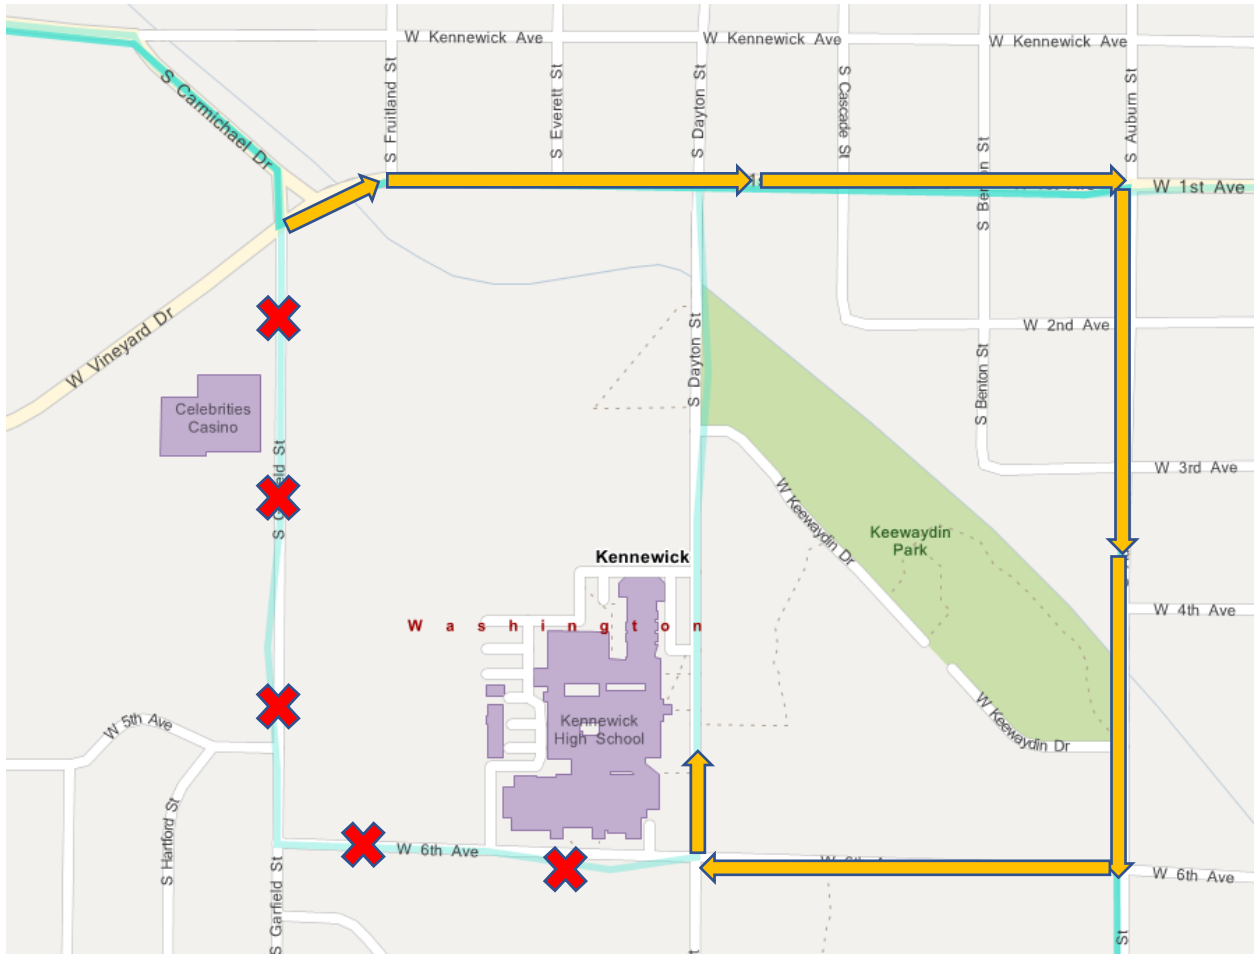 W Kennewick Ave
W Kennewick Ave
W Kennewick Ave
S Carmichael Dr
S Fruitland St
S Everett St
S Dayton St
S Cascade St
S Auburn St
W 1st Ave
W Vineyard Dr
W 2nd Ave
S Dayton St
S Benton St
Celebrities
Casino
W 3rd Ave
W Keewaydin Dr
Keewaydin
Park
Kennewick
W 4th Ave
Washington
W 5th Ave
Kennewick
High School
W Keewaydin Dr
S Hartford St
W 6th Ave
W 6th Ave
S Garfield St
St